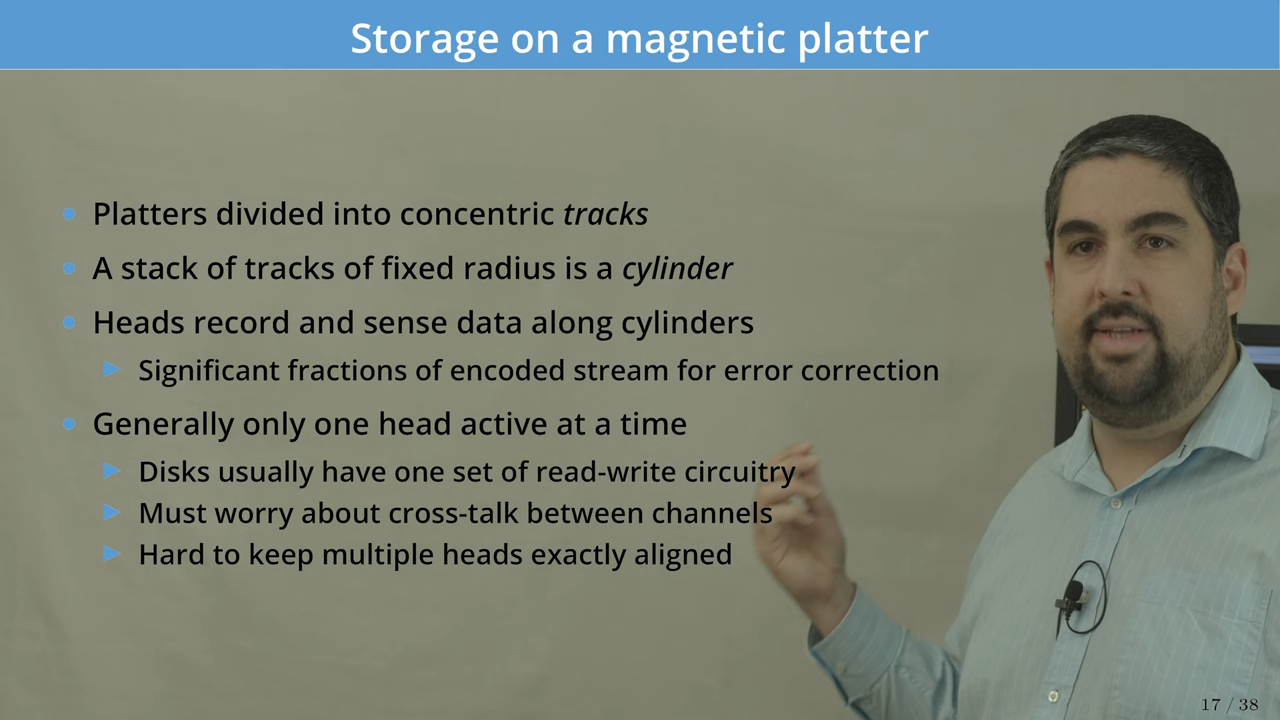 Storage on a magnetic platter
Platters divided into concentric tracks
A stack of tracks of fixed radius is a cylinder
Heads record and sense data along cylinders
Significant fractions of encoded stream for error correction
Generally only one head active at a time
Disks usually have one set of read-write circuitry
Must worry about cross-talk between channels
Hard to keep multiple heads exactly aligned
17 / 38